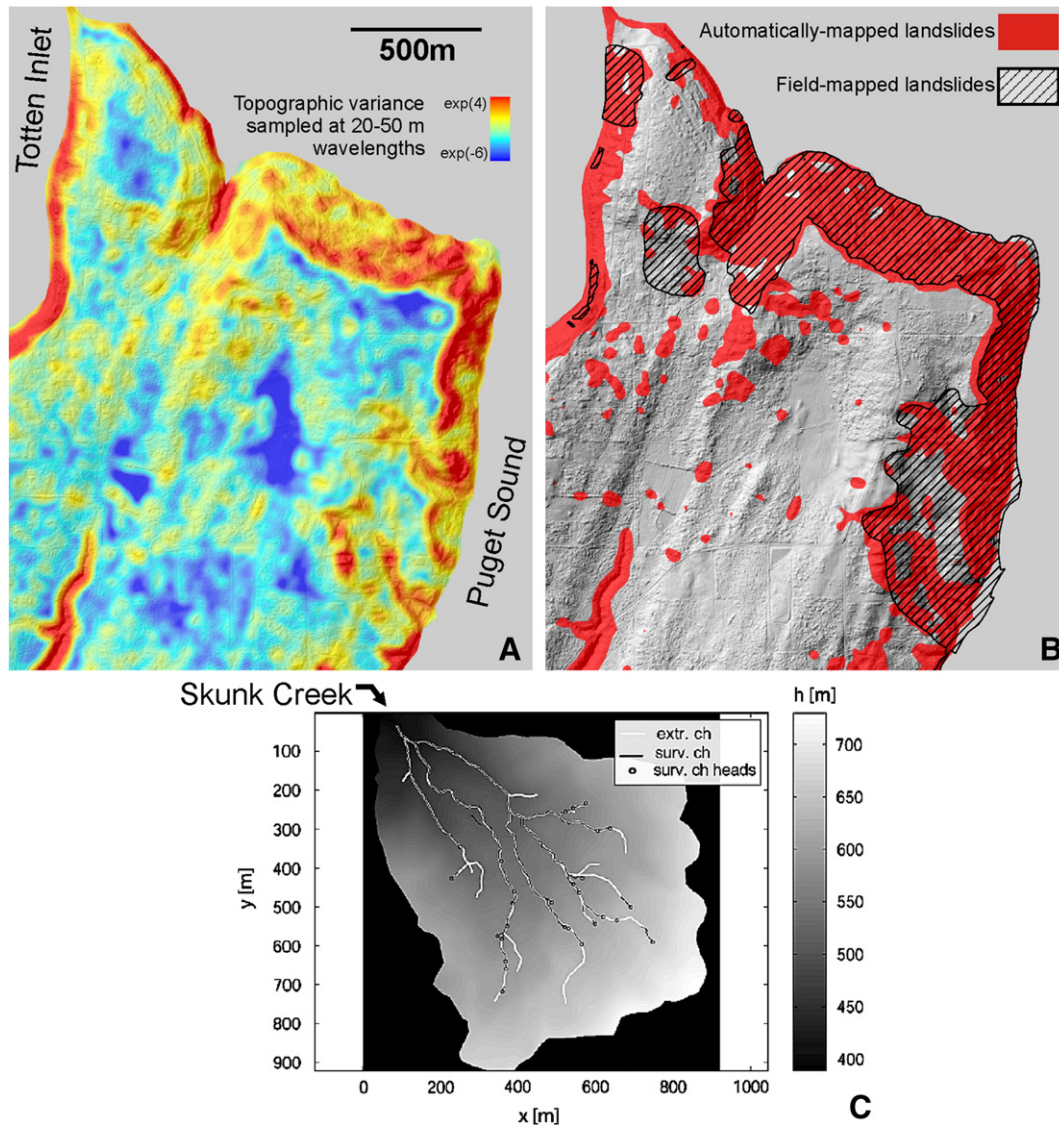 Totten Inlet
500m
Topographic variance
sampled at 20-50 m
wavelengths
exp(4)
exp(-6)
Puget Sound
A
Automatically-mapped landslides
Field-mapped landslides
B
Skunk Creek
h [m]
extr. ch
surv. ch
surv. ch heads
100
200
300
400
500
600
700
800
900
y [m]
0
200
400
600
800
1000
x [m]
700
650
600
550
500
450
400
C